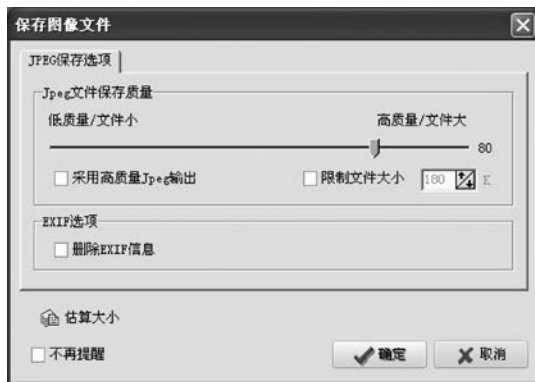 保存图像文件
JPEG保存选项
Jpeg文件保存质量
低质量/文件小 高质量/文件大
80
采用高质量Jpeg输出 限制文件大小 180 K
EXIF选项
删除EXIF信息
估算大小
不再提醒 确定 取消